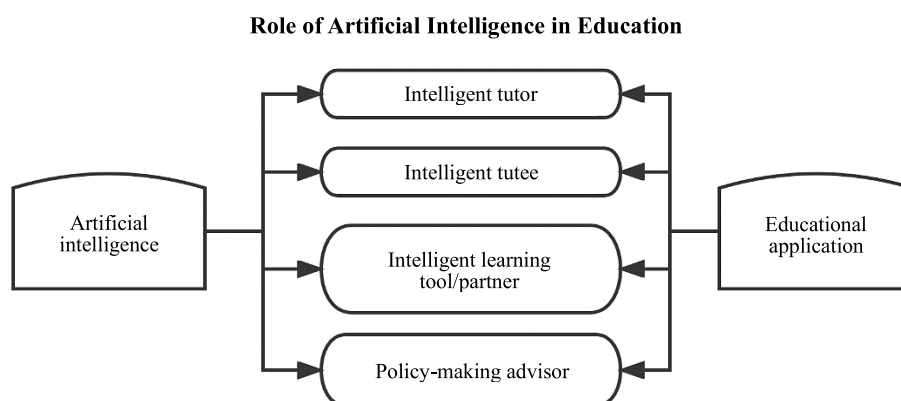 Role of Artificial Intelligence in Education
Intelligent tutor
Intelligent tutee
Artificial
intelligence
Educational
application
Intelligent learning
tool/partner
Policy-making advisor